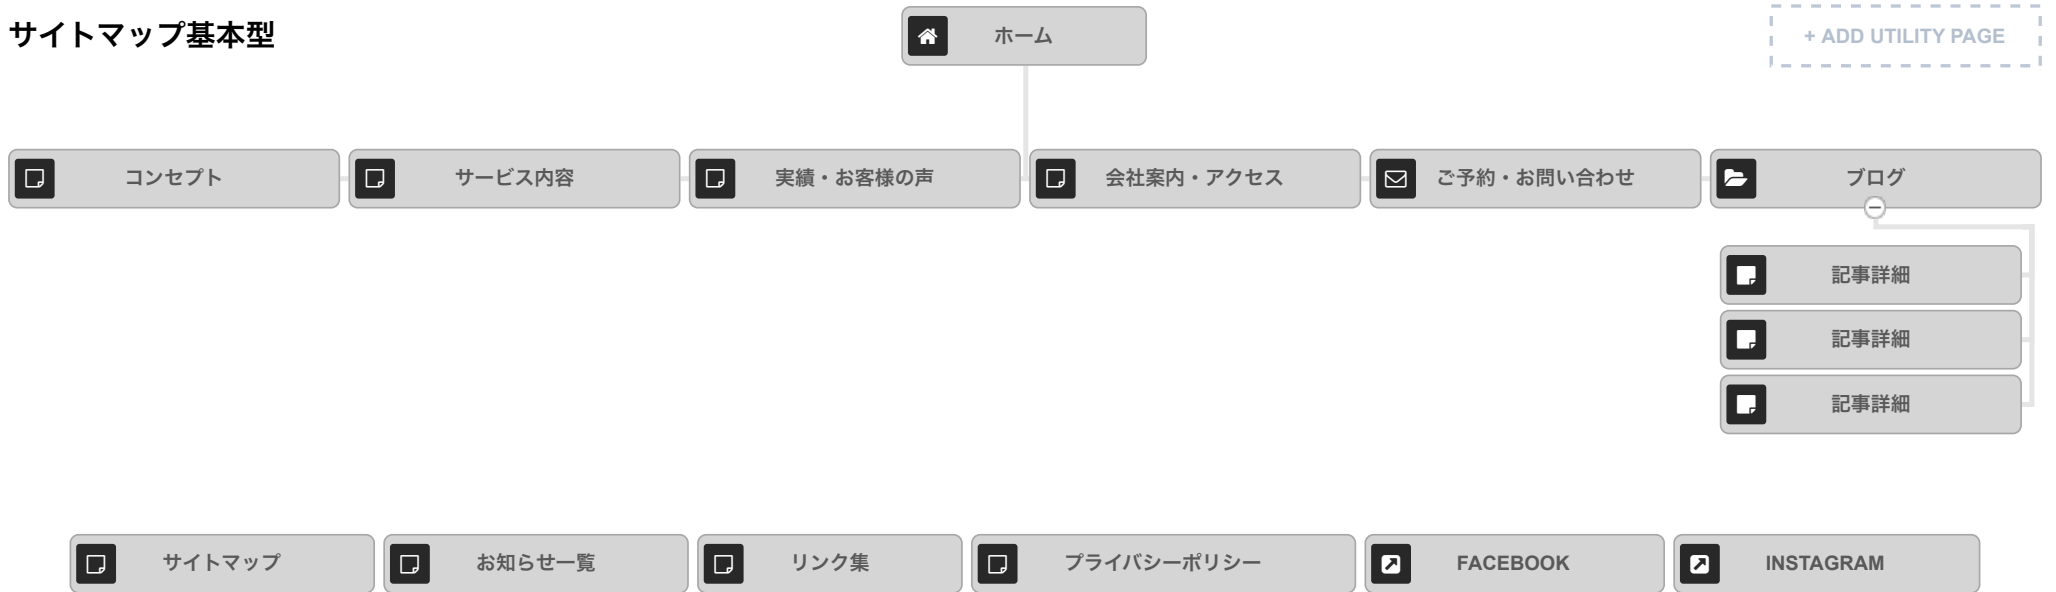 サイトマップ基本型
ホーム
+ ADD UTILITY PAGE
コンセプト
サービス内容
実績・お客様の声
会社案内・アクセス
ご予約・お問い合わせ
ブログ
記事詳細
記事詳細
記事詳細
サイトマップ
お知らせ一覧
リンク集
プライバシーポリシー
FACEBOOK
INSTAGRAM